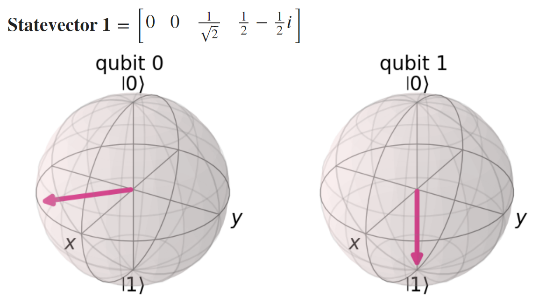 Statevector 1 = [0 0 1/√2 1/2 − 1/2 i]
qubit 0 qubit 1
|0⟩ |0⟩
y y
x x
|1⟩ |1⟩